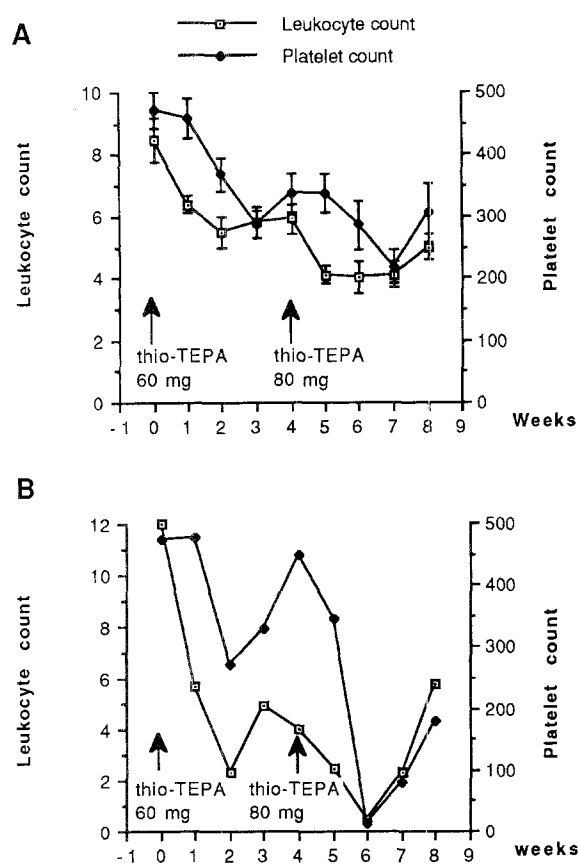 Leukocyte count
Platelet count
A
Leukocyte count
Platelet count
10
8
6
4
2
0
500
400
300
200
100
0
thio-TEPA
60 mg
thio-TEPA
80 mg
-1 0 1 2 3 4 5 6 7 8 9 Weeks
B
Leukocyte count
Platelet count
12
10
8
6
4
2
0
500
400
300
200
100
0
thio-TEPA
60 mg
thio-TEPA
80 mg
-1 0 1 2 3 4 5 6 7 8 9 weeks